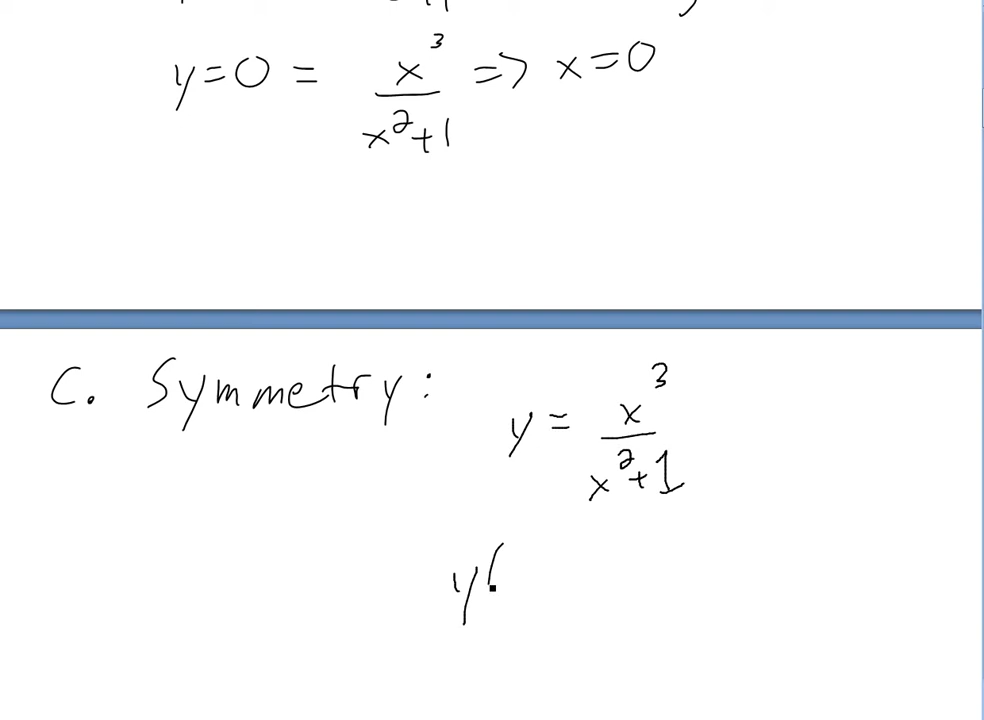 y=0 = x³/(x²+1) => x=0
C. Symmetry: y = x³/(x²+1)
y(